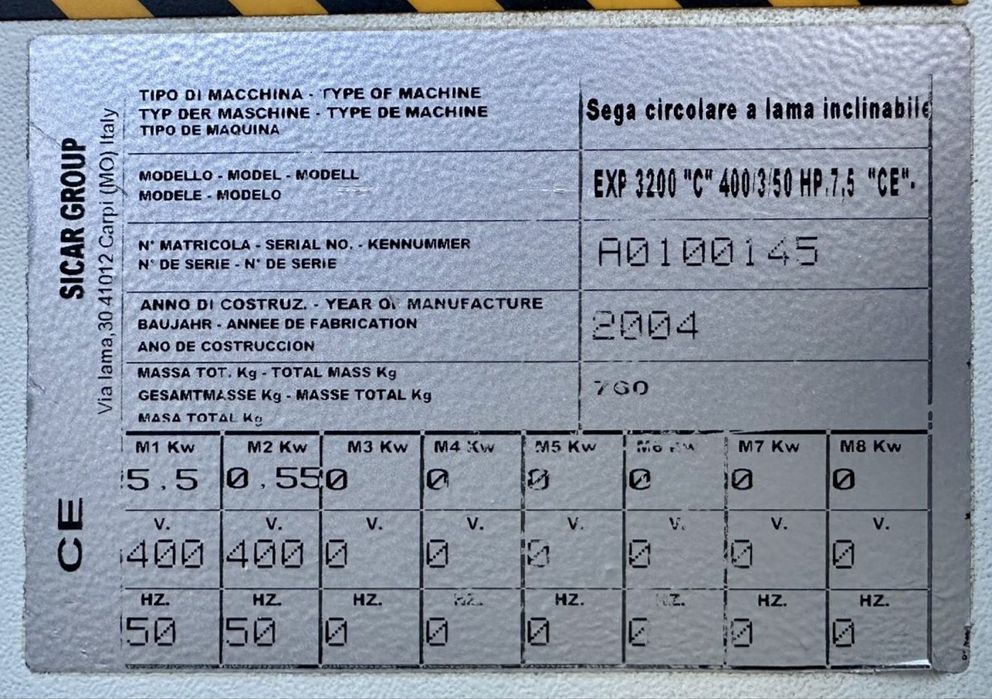 SICAR GROUP
Via lama,30 41012 Carpi (MO) Italy
CE
TIPO DI MACCHINA - TYPE OF MACHINE
TYP DER MASCHINE - TYPE DE MACHINE
TIPO DE MAQUINA
Sega circolare a lama inclinabile
MODELLO - MODEL - MODELL
MODELE - MODELO
EXP 3200 "C" 400/3/50 HP.7,5 "CE"-
N° MATRICOLA - SERIAL NO. - KENNUMMER
N° DE SERIE - N° DE SERIE
A0100145
ANNO DI COSTRUZ. - YEAR OF MANUFACTURE
BAUJAHR - ANNEE DE FABRICATION
ANO DE COSTRUCCION
2004
MASSA TOT. Kg - TOTAL MASS Kg
GESAMTMASSE Kg - MASSE TOTAL Kg
MASA TOTAL Kg
760
M1 Kw M2 Kw M3 Kw M4 Kw M5 Kw M6 Kw M7 Kw M8 Kw
5.5 0.55 0 0 0 0 0 0
V. V. V. V. V. V. V. V.
400 400 0 0 0 0 0 0
HZ. HZ. HZ. HZ. HZ. HZ. HZ. HZ.
50 50 0 0 0 0 0 0